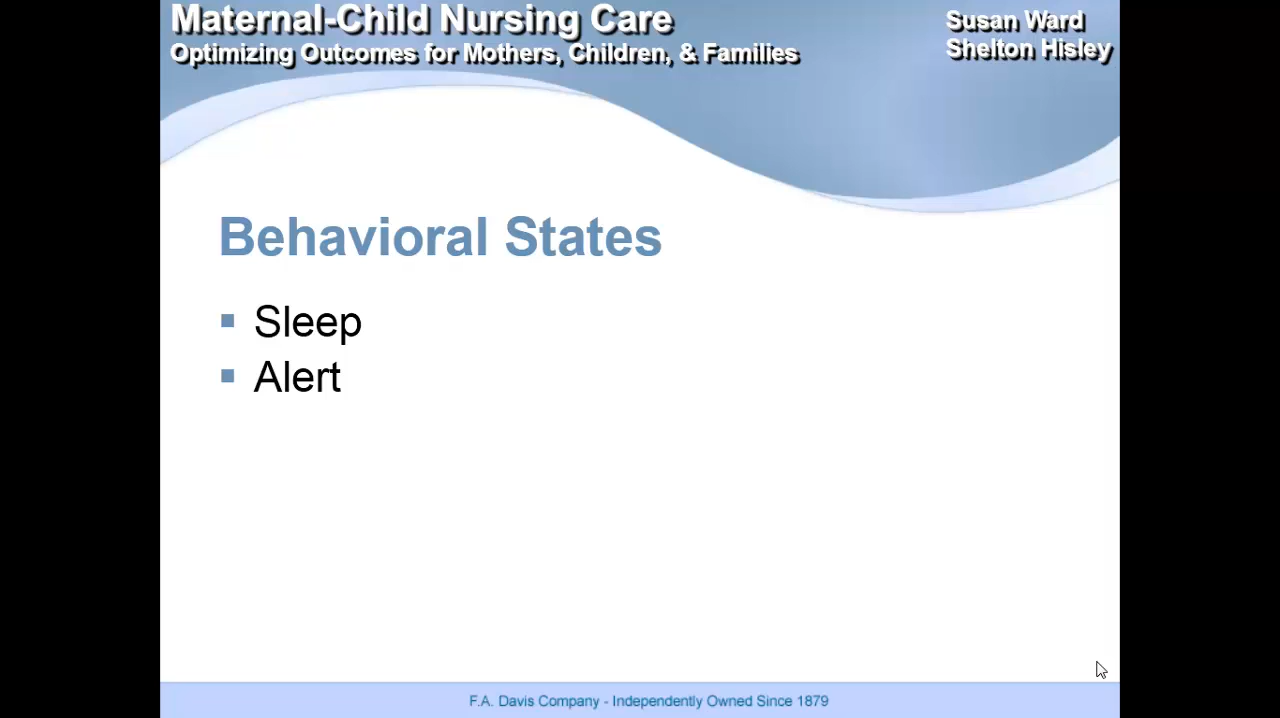 Maternal-Child Nursing Care
Optimizing Outcomes for Mothers, Children, & Families
Susan Ward
Shelton Hisley
Behavioral States
Sleep
Alert
F.A. Davis Company - Independently Owned Since 1879